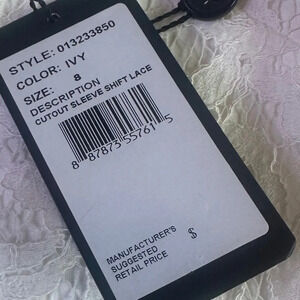 STYLE: 013233850
COLOR: IVY
SIZE: 8
DESCRIPTION
CUTOUT SLEEVE SHIFT LACE
8 87873 55761 5
MANUFACTURER'S
SUGGESTED
RETAIL PRICE
$